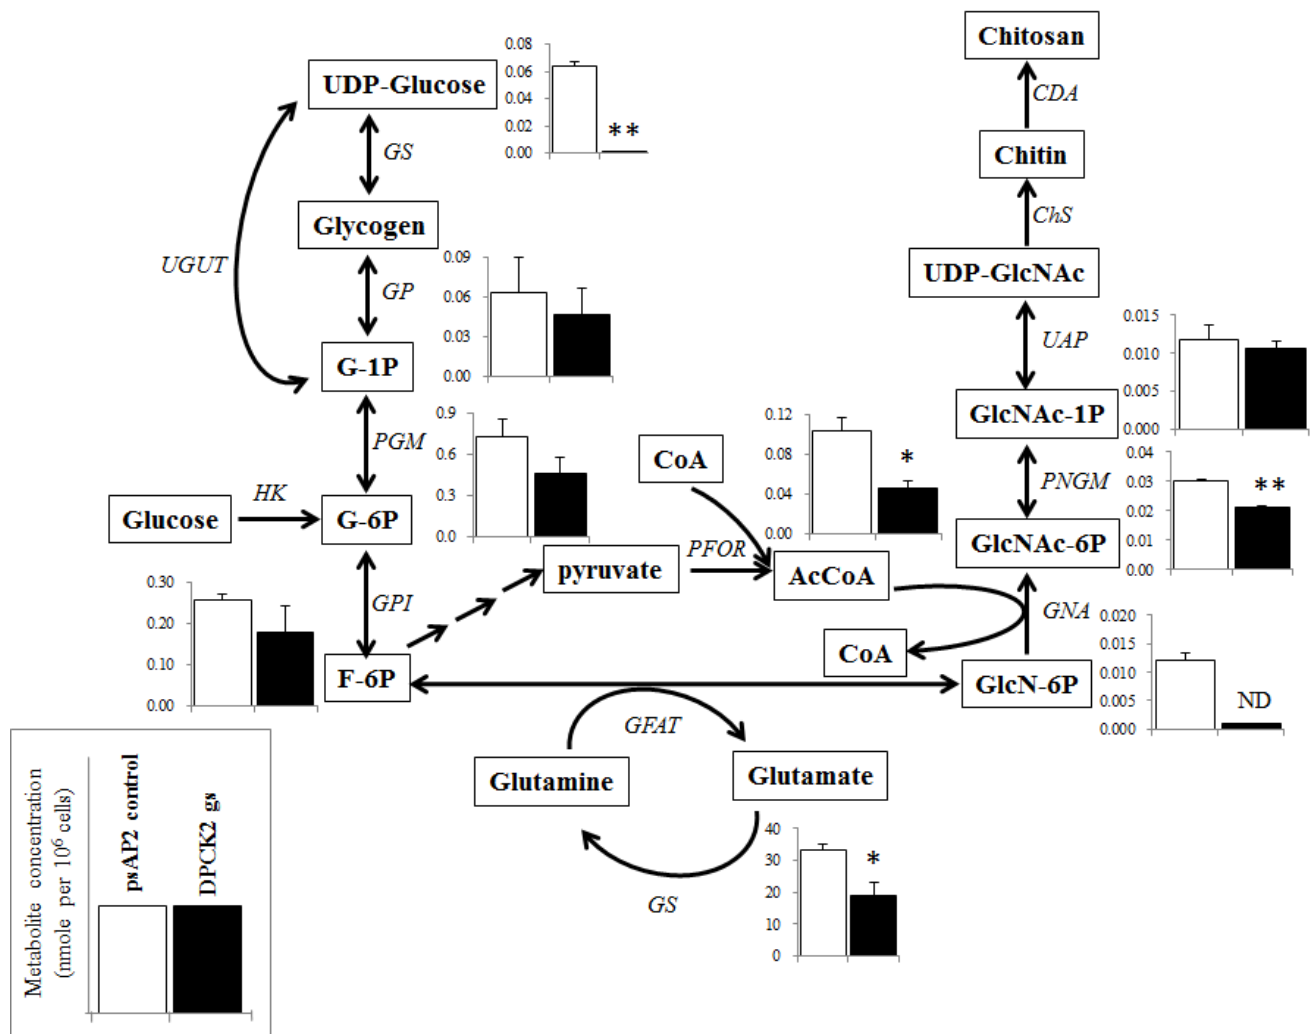 Chitosan
CDA
Chitin
ChS
UDP-GlcNAc
UAP
GlcNAc-1P
PNGM
GlcNAc-6P
GNA
GlcN-6P
0.015
0.010
0.005
0.000
0.04
0.03
0.02
0.01
0.00
**
0.020
0.015
0.010
0.005
0.000
ND
UDP-Glucose
0.08
0.06
0.04
0.02
0.00
**
GS
Glycogen
UGUT
GP
0.09
0.06
0.03
0.00
G-1P
PGM
0.9
0.6
0.3
0.0
Glucose
HK
G-6P
GPI
0.30
0.20
0.10
0.00
F-6P
pyruvate
PFOR
CoA
0.12
0.08
0.04
0.00
*
AcCoA
CoA
GFAT
Glutamine
Glutamate
GS
40
30
20
10
0
*
Metabolite concentration
(nmole per 10⁶ cells)
psAP2 control
DPCK2 gs